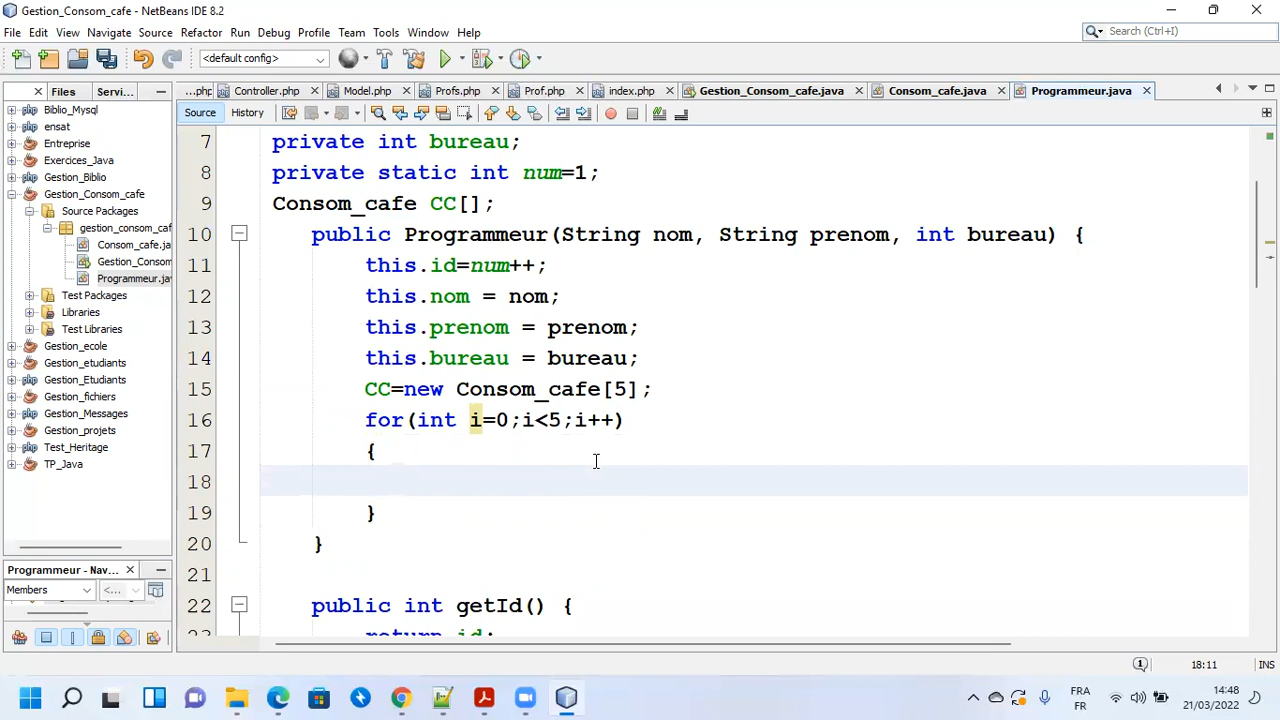 Gestion_Consom_cafe - NetBeans IDE 8.2
File Edit View Navigate Source Refactor Run Debug Profile Team Tools Window Help
Search (Ctrl+I)
<default config>
Files Servi...
...php Controller.php Model.php Profs.php Prof.php index.php Gestion_Consom_cafe.java Consom_cafe.java Programmeur.java
Source History
Biblio_Mysql
ensat
Entreprise
Exercices_Java
Gestion_Biblio
Gestion_Consom_cafe
Source Packages
gestion_consom_caf
Consom_cafe.ja
Gestion_Consom
Programmeur.jav
Test Packages
Libraries
Test Libraries
Gestion_ecole
Gestion_etudiants
Gestion_Etudiants
Gestion_fichiers
Gestion_Messages
Gestion_projets
Test_Heritage
TP_Java
Programmeur - Nav...
Members <...
7 private int bureau;
8 private static int num=1;
9 Consom_cafe CC[];
10 public Programmeur(String nom, String prenom, int bureau) {
11 this.id=num++;
12 this.nom = nom;
13 this.prenom = prenom;
14 this.bureau = bureau;
15 CC=new Consom_cafe[5];
16 for(int i=0;i<5;i++)
17 {
18
19 }
20 }
21
22 public int getId() {
23 return id;
1 18:11 INS
FRA
FR
14:48
21/03/2022